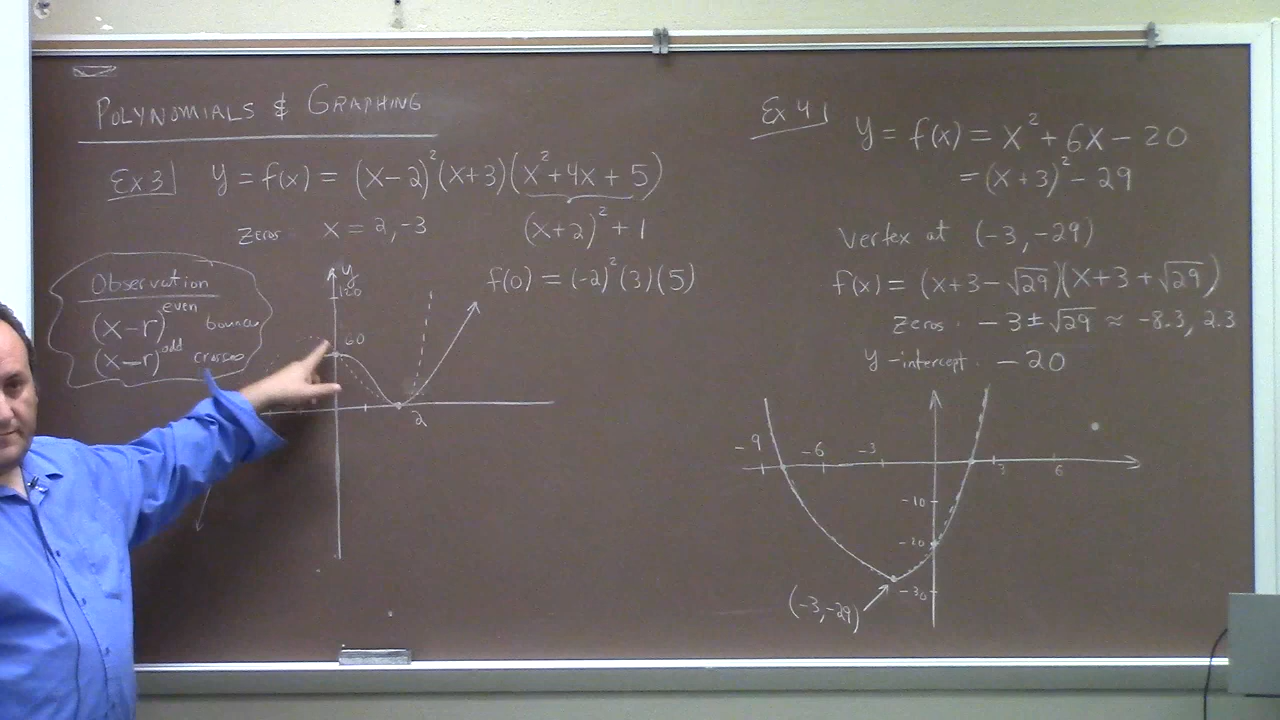 POLYNOMIALS & GRAPHING
Ex 3 y = f(x) = (x-2)²(x+3)(x²+4x+5)
(x+2)²+1
Zeros x = 2, -3
Observation
(x-r)^even bounces
(x-r)^odd crosses
f(0) = (-2)²(3)(5)
y
120
60
2
Ex 4 y = f(x) = x²+6x-20
= (x+3)²-29
Vertex at (-3,-29)
f(x) = (x+3-√29)(x+3+√29)
Zeros: -3±√29 ≈ -8.3, 2.3
y-intercept: -20
-9 -6 -3 3 6
-10
-20
-30
(-3,-29)